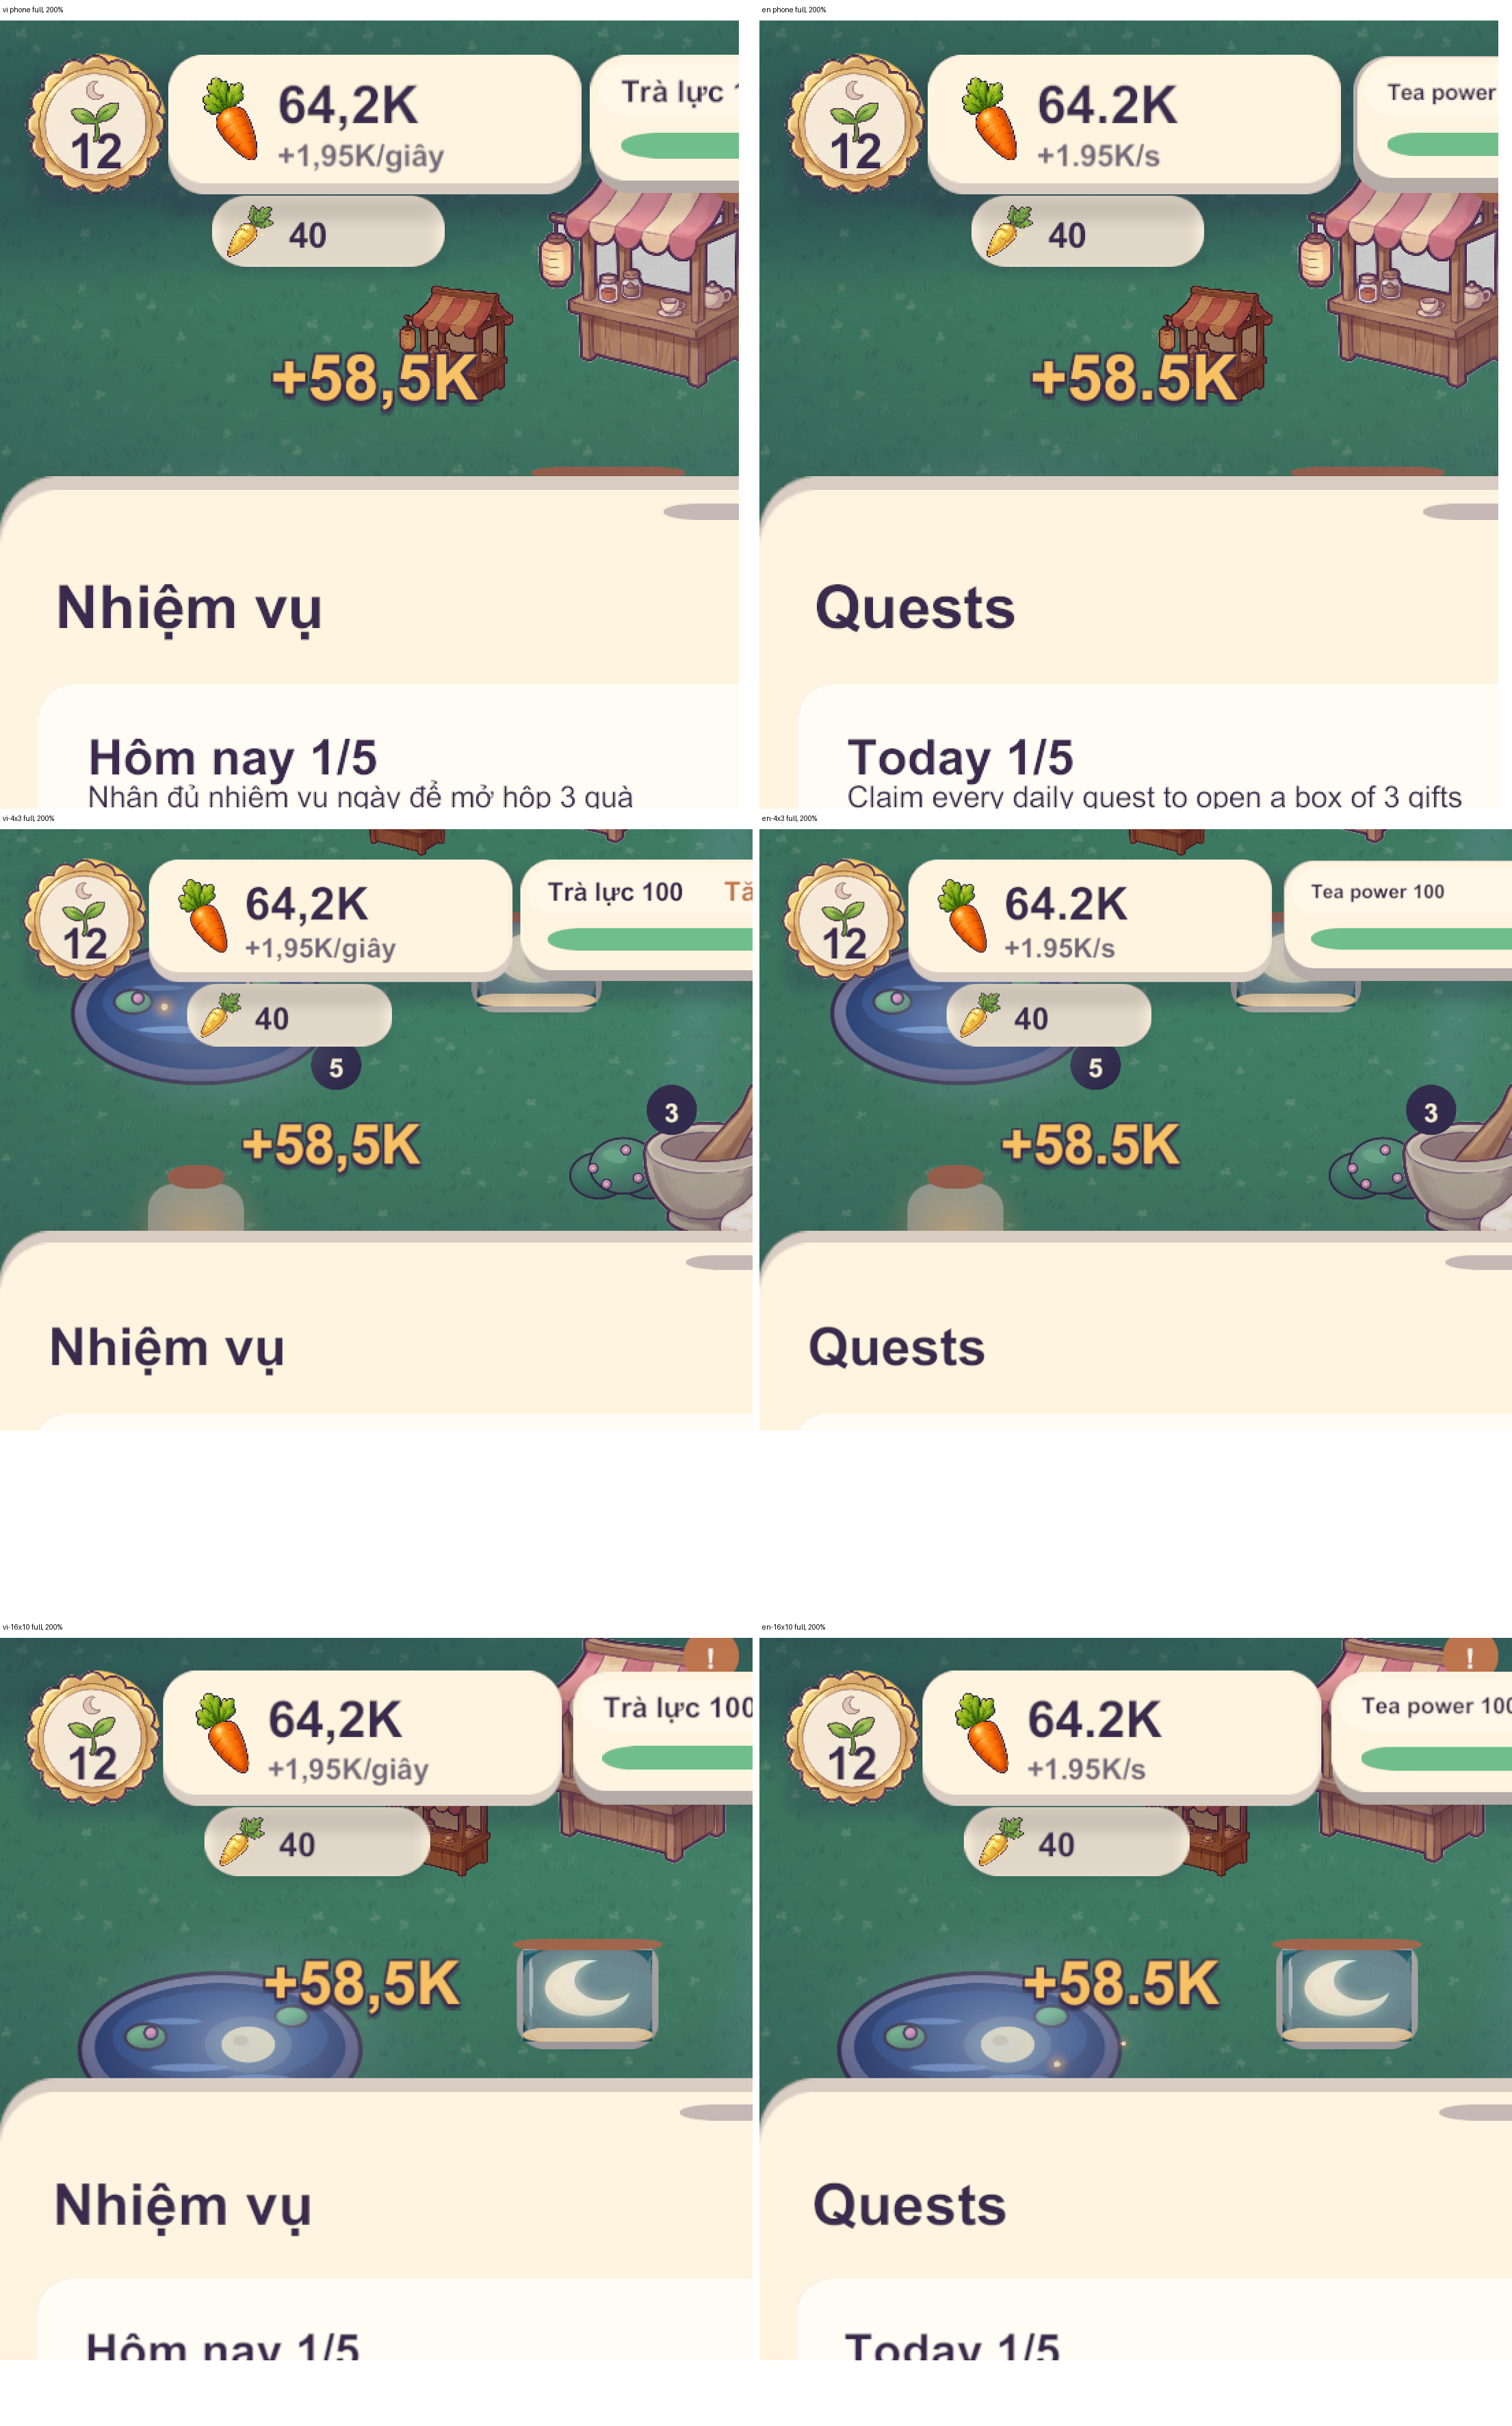 vi phone full, 200%
12
64,2K
+1,95K/giây
Trà lực
40
+58,5K
Nhiệm vụ
Hôm nay 1/5
Nhận đủ nhiệm vụ ngày để mở hộp 3 quà
en phone full, 200%
12
64.2K
+1.95K/s
Tea power
40
+58.5K
Quests
Today 1/5
Claim every daily quest to open a box of 3 gifts
vi-4x3 full, 200%
12
64,2K
+1,95K/giây
Trà lực 100
40
5
3
+58,5K
Nhiệm vụ
en-4x3 full, 200%
12
64.2K
+1.95K/s
Tea power 100
40
5
3
+58.5K
Quests
vi-16x10 full, 200%
!
12
64,2K
+1,95K/giây
Trà lực 100
40
+58,5K
Nhiệm vụ
Hôm nay 1/5
en-16x10 full, 200%
!
12
64.2K
+1.95K/s
Tea power 100
40
+58.5K
Quests
Today 1/5